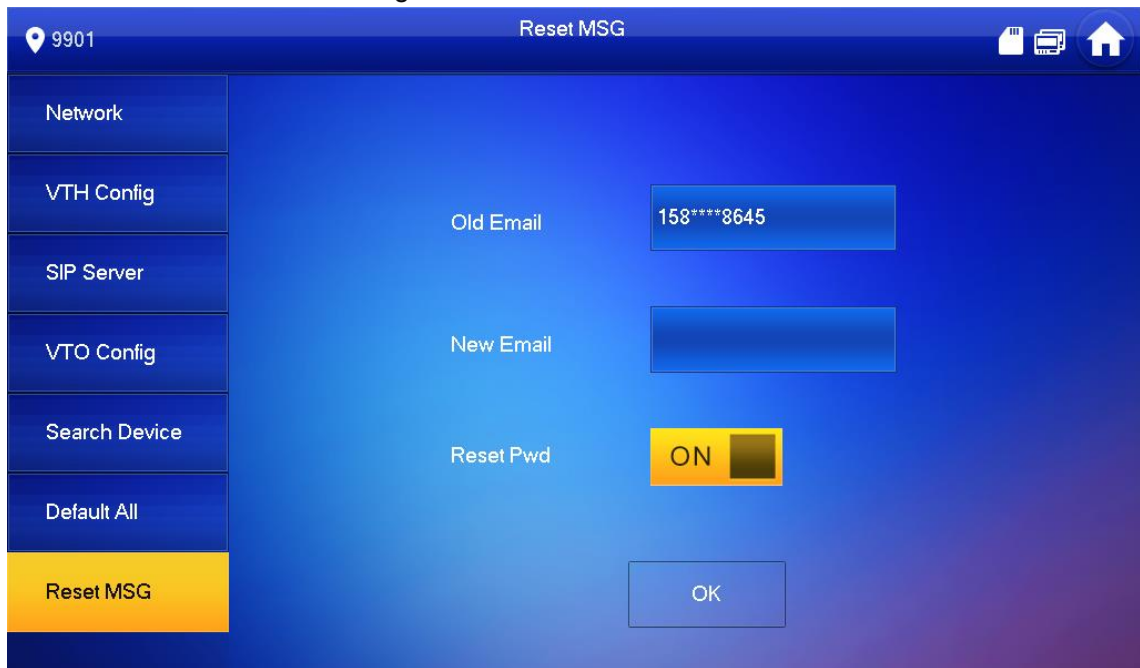 Reset MSG
9901
Network
VTH Config
SIP Server
VTO Config
Search Device
Default All
Reset MSG
Old Email
158****8645
New Email
Reset Pwd
ON
OK